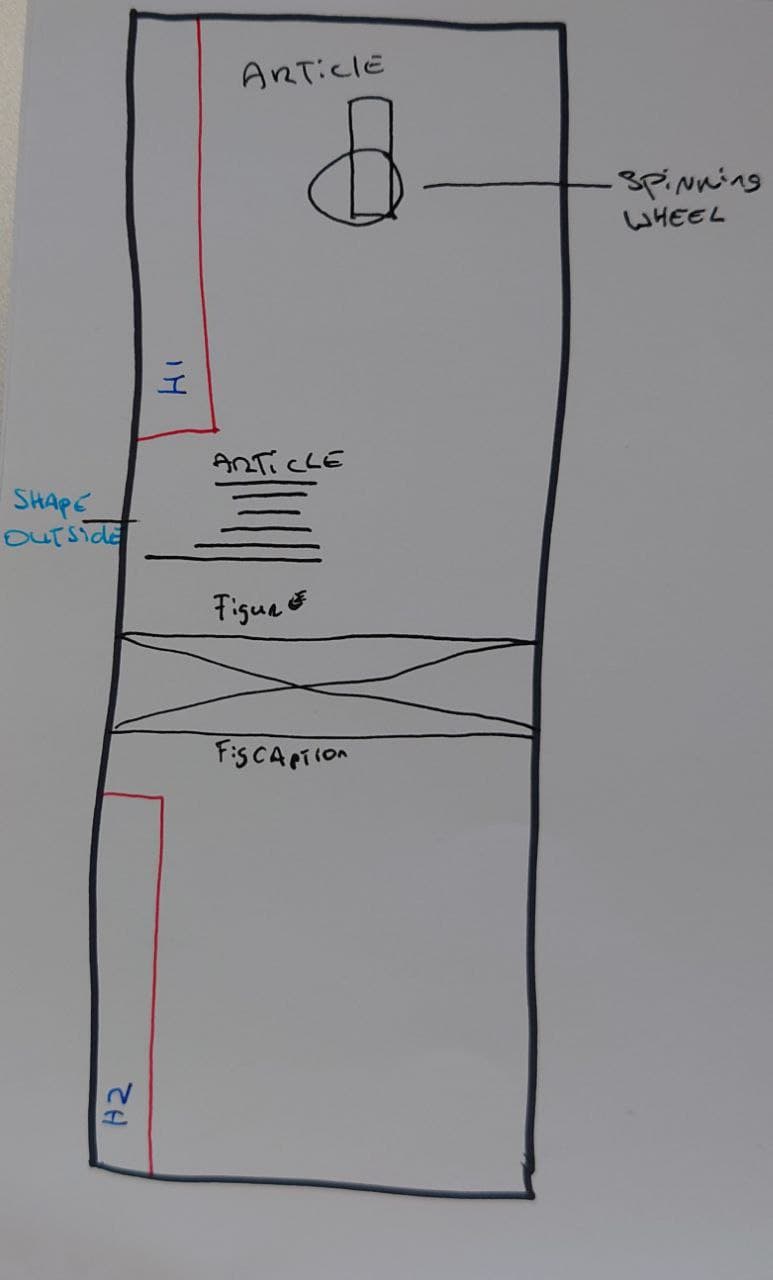 ARTiClE
SPiNNiNg
WHEEL
H1
ARTiCLE
SHAPE
OUTSidE
FiguRE
FigCAPTION
H2